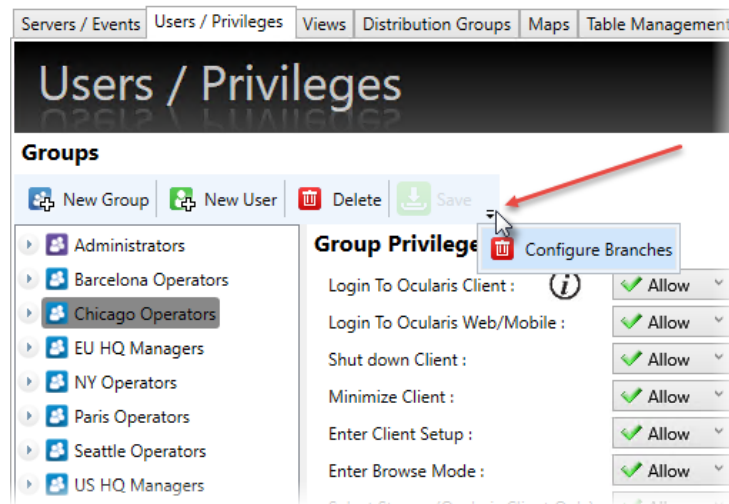 Servers / Events Users / Privileges Views Distribution Groups Maps Table Management
Users / Privileges
Groups
New Group New User Delete Save
Configure Branches
Administrators
Barcelona Operators
Chicago Operators
EU HQ Managers
NY Operators
Paris Operators
Seattle Operators
US HQ Managers
Group Privilege
Login To Ocularis Client : i Allow
Login To Ocularis Web/Mobile : Allow
Shut down Client : Allow
Minimize Client : Allow
Enter Client Setup : Allow
Enter Browse Mode : Allow